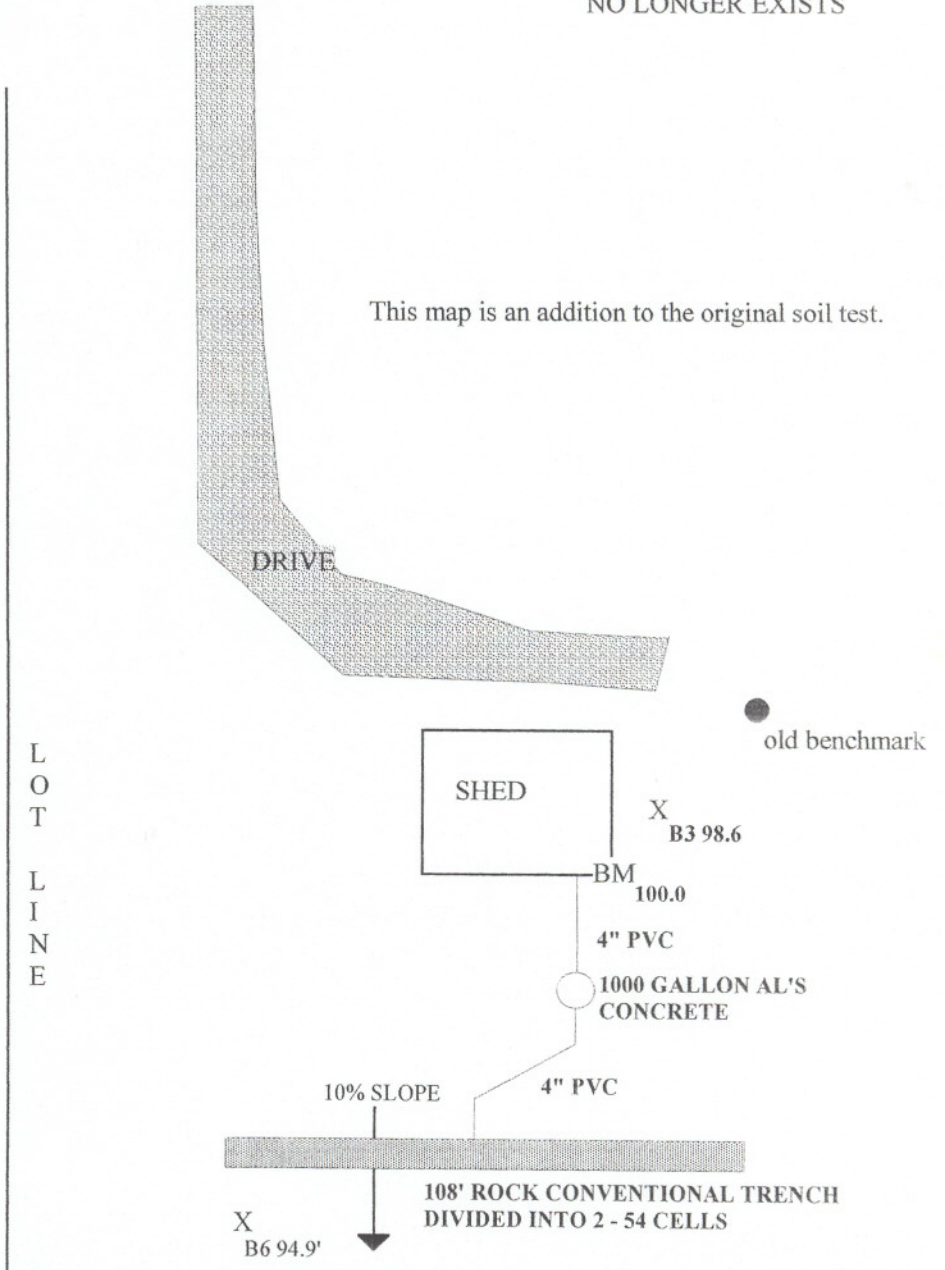 NO LONGER EXISTS
This map is an addition to the original soil test.
DRIVE
old benchmark
LOT LINE
SHED
X
B3 98.6
BM
100.0
4" PVC
1000 GALLON AL'S
CONCRETE
10% SLOPE
4" PVC
108' ROCK CONVENTIONAL TRENCH
DIVIDED INTO 2 - 54 CELLS
X
B6 94.9'